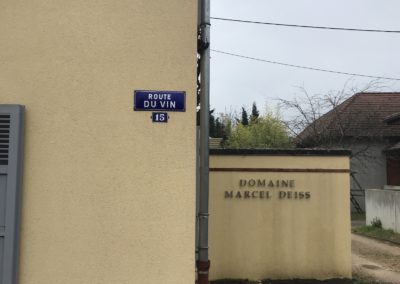 ROUTE
DU VIN
15
DOMAINE
MARCEL DEISS